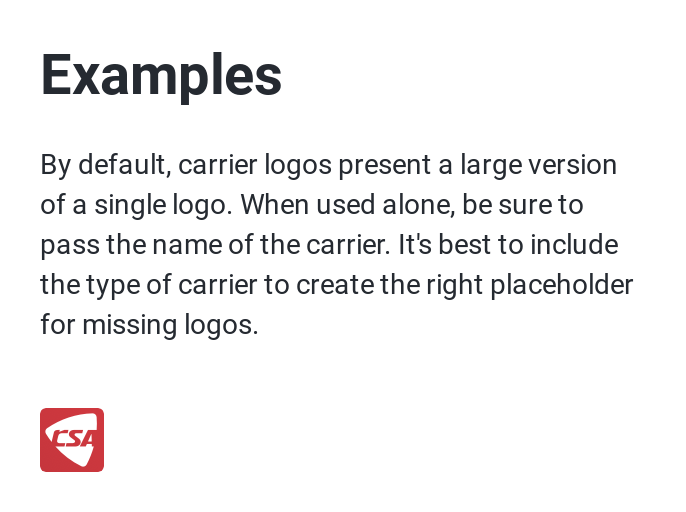 Examples
By default, carrier logos present a large version
of a single logo. When used alone, be sure to
pass the name of the carrier. It's best to include
the type of carrier to create the right placeholder
for missing logos.
CSA